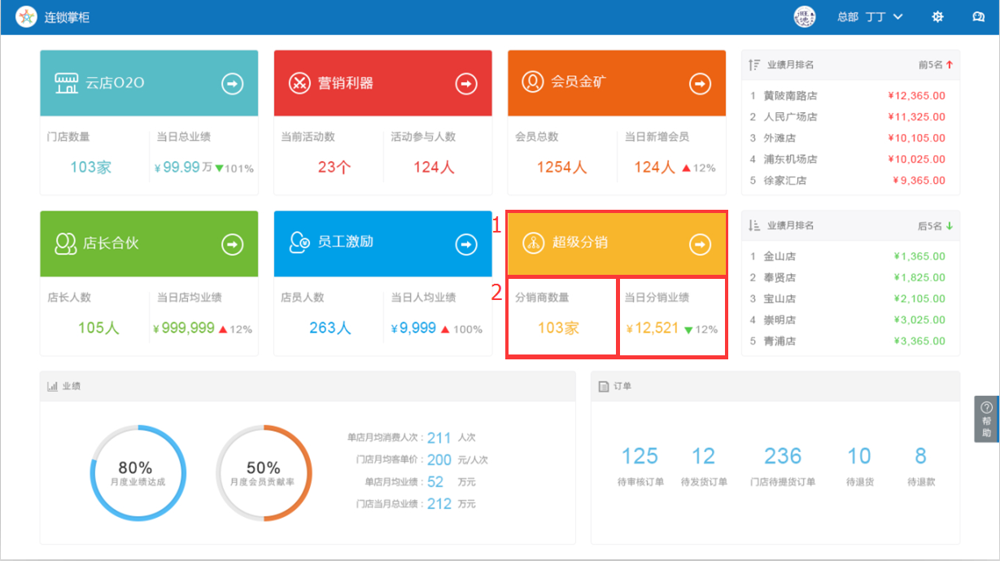 连锁掌柜
总部 丁丁
云店O2O
门店数量
103家
当日总业绩
¥99.99万▼101%
营销利器
当前活动数
23个
活动参与人数
124人
会员金矿
会员总数
1254人
当日新增会员
124人 ▲12%
业绩月排名 前5名↑
1 黄陂南路店 ¥12,365.00
2 人民广场店 ¥11,325.00
3 外滩店 ¥10,105.00
4 浦东机场店 ¥10,025.00
5 徐家汇店 ¥9,365.00
店长合伙
店长人数
105人
当日店均业绩
¥999,999 ▲12%
员工激励
店员人数
263人
当日人均业绩
¥9,999 ▲100%
1
超级分销
2
分销商数量
103家
当日分销业绩
¥12,521 ▼12%
业绩月排名 后5名↓
1 金山店 ¥1,365.00
2 奉贤店 ¥1,825.00
3 宝山店 ¥2,105.00
4 崇明店 ¥3,025.00
5 青浦店 ¥3,365.00
业绩
80%
月度业绩达成
50%
月度会员贡献率
单店月均消费人次：211 人次
门店月均客单价：200 元/人次
单店月均业绩：52 万元
门店当月总业绩：212 万元
订单
125
待审核订单
12
待发货订单
236
门店待提货订单
10
待退货
8
待退款
帮
助